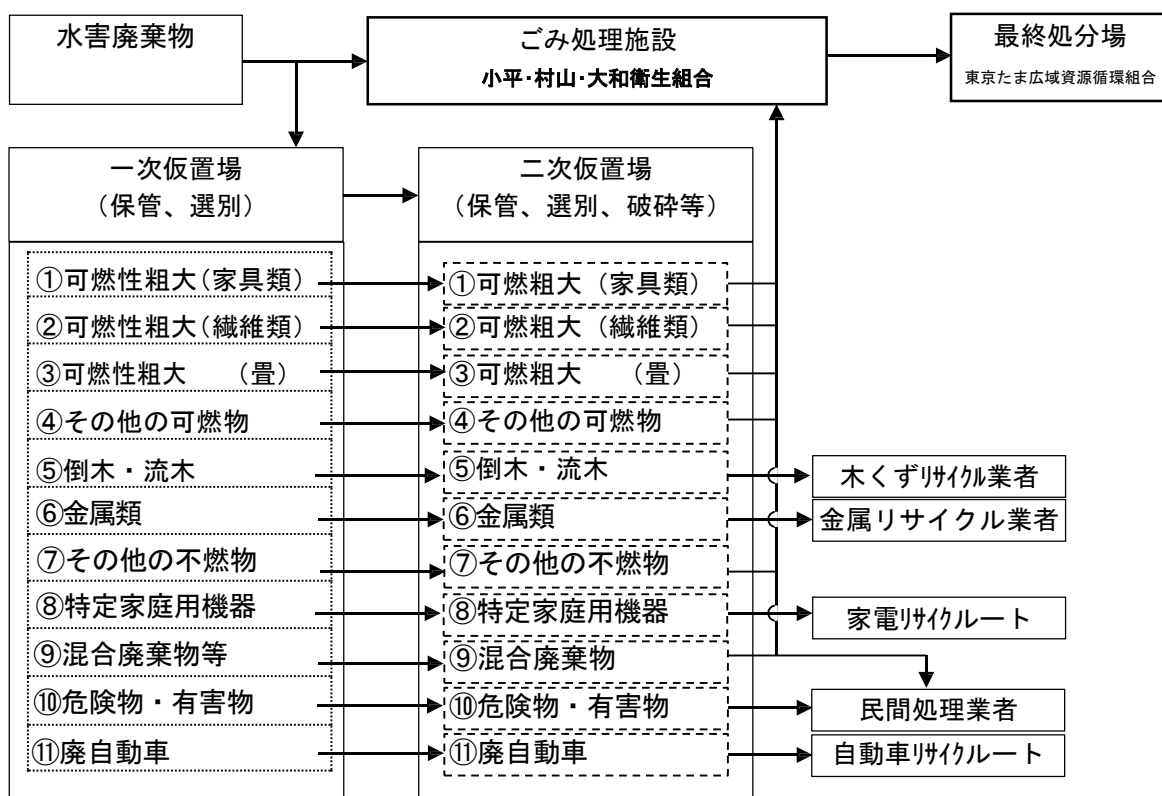 水害廃棄物
ごみ処理施設
小平・村山・大和衛生組合
最終処分場
東京たま広域資源循環組合
一次仮置場
（保管、選別）
二次仮置場
（保管、選別、破砕等）
①可燃性粗大（家具類）
②可燃性粗大（繊維類）
③可燃性粗大　（畳）
④その他の可燃物
⑤倒木・流木
⑥金属類
⑦その他の不燃物
⑧特定家庭用機器
⑨混合廃棄物等
⑩危険物・有害物
⑪廃自動車
①可燃粗大（家具類）
②可燃粗大（繊維類）
③可燃粗大　（畳）
④その他の可燃物
⑤倒木・流木
⑥金属類
⑦その他の不燃物
⑧特定家庭用機器
⑨混合廃棄物
⑩危険物・有害物
⑪廃自動車
木くずﾘｻｲｸﾙ業者
金属リサイクル業者
家電ﾘｻｲｸﾙルート
民間処理業者
自動車ﾘｻｲｸﾙルート